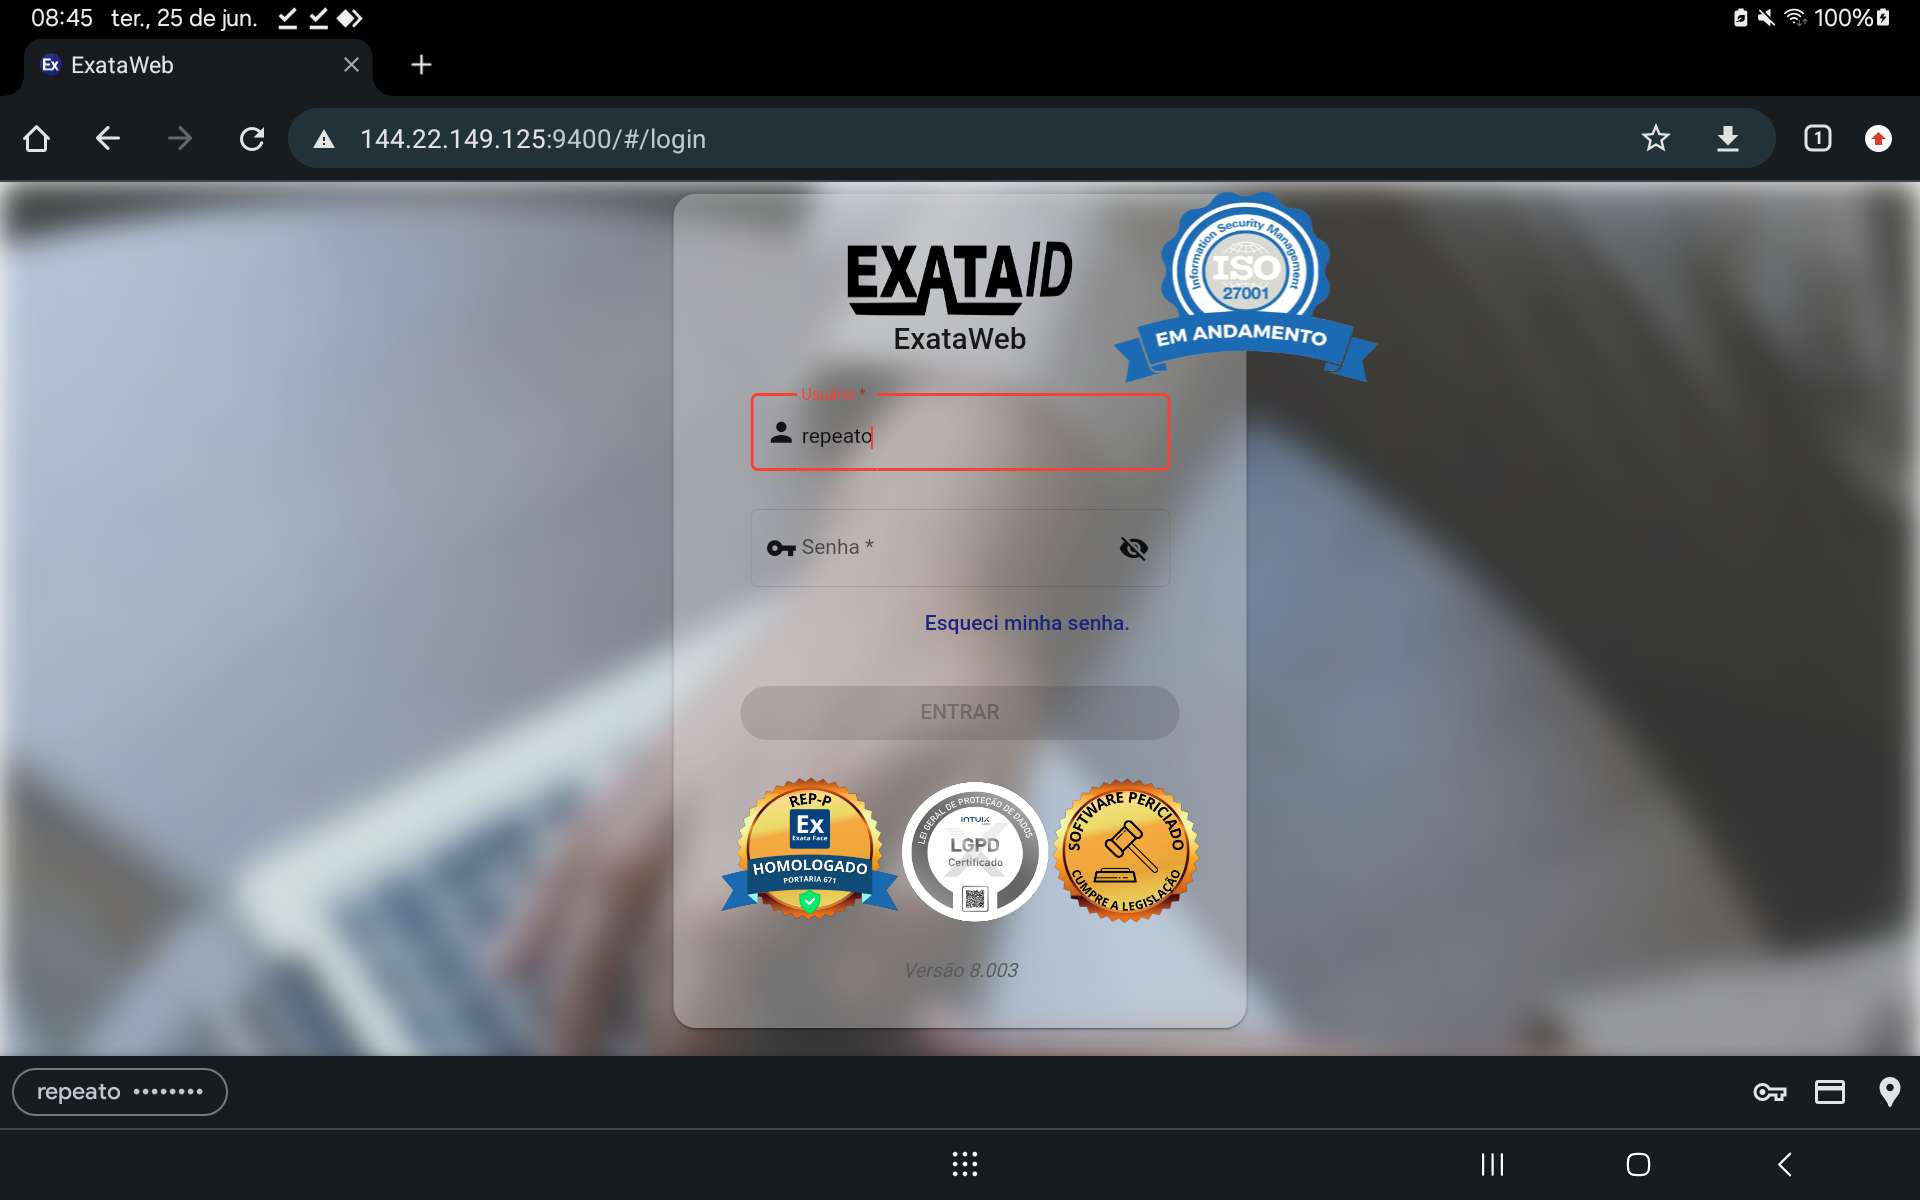 08:45 ter., 25 de jun.
100%
Ex ExataWeb
144.22.149.125:9400/#/login
1
EXATAID
ExataWeb
Information Security Management
ISO
27001
EM ANDAMENTO
Usuário *
repeato
Senha *
Esqueci minha senha.
ENTRAR
REP-P
Ex
Exata Face
HOMOLOGADO
PORTARIA 671
LEI GERAL DE PROTEÇÃO DE DADOS
INTUIX
LGPD
Certificado
SOFTWARE PERICIADO
CUMPRE A LEGISLAÇÃO
Versão 8.003
repeato ••••••••